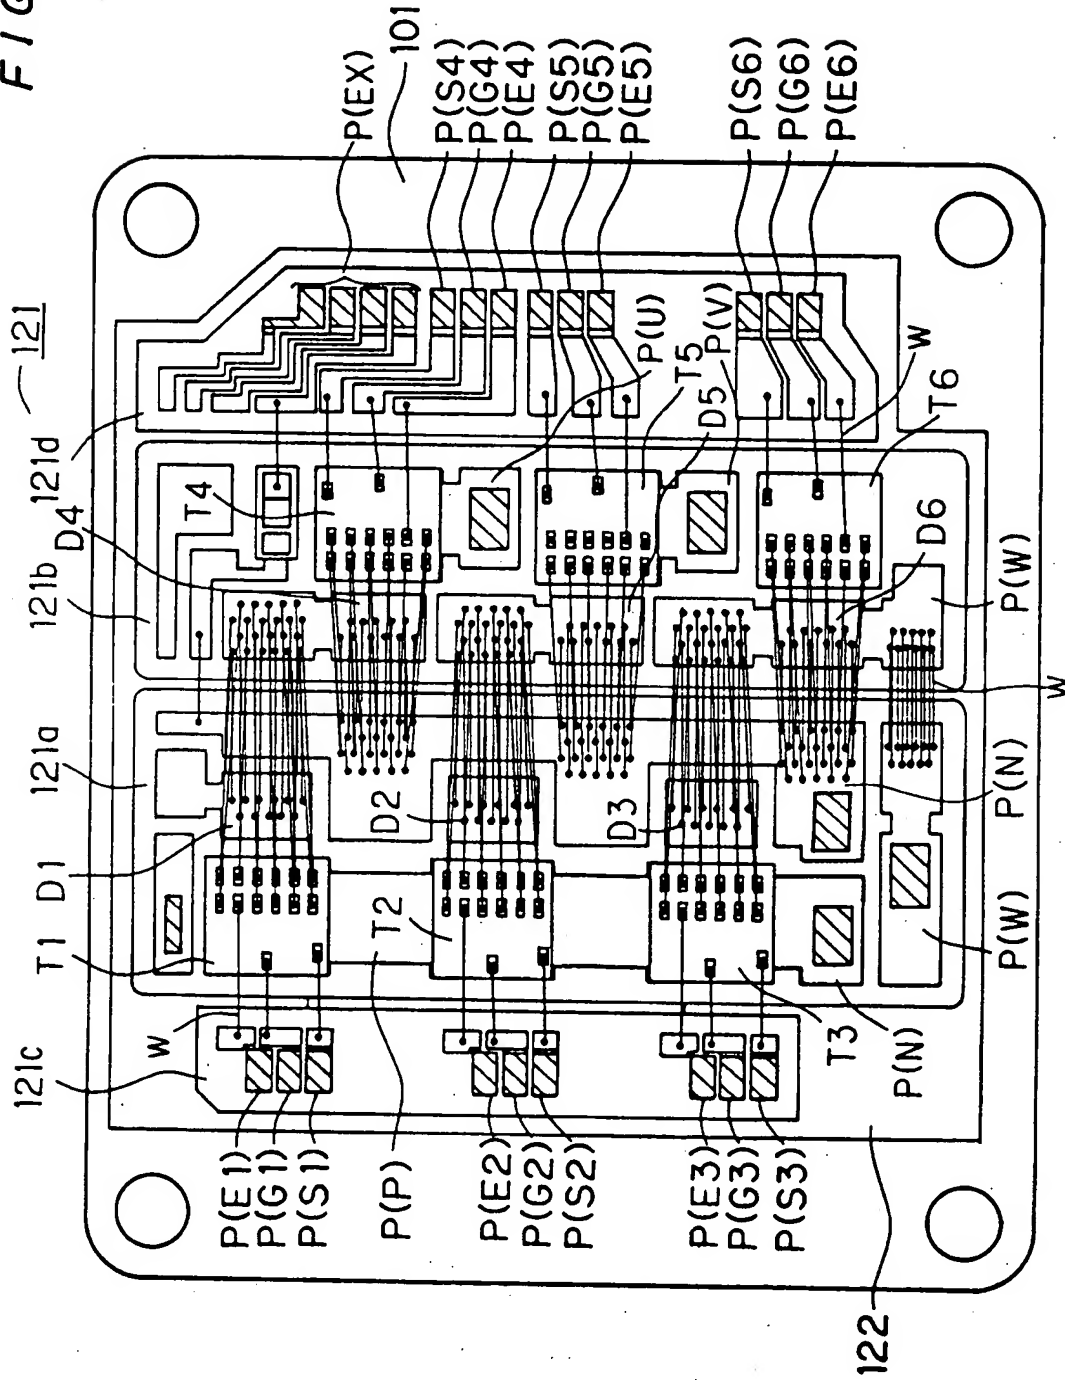 FIG
121
101
P(EX)
P(S4)
P(G4)
P(E4)
P(S5)
P(G5)
P(E5)
P(S6)
P(G6)
P(E6)
121d
121b
D4
T4
P(U)
T5
P(V)
D5
W
T6
D6
P(W)
W
121a
D1
T1
D2
T2
D3
P(N)
P(W)
T3
P(N)
121c
W
P(E1)
P(G1)
P(S1)
P(P)
P(E2)
P(G2)
P(S2)
P(E3)
P(G3)
P(S3)
122